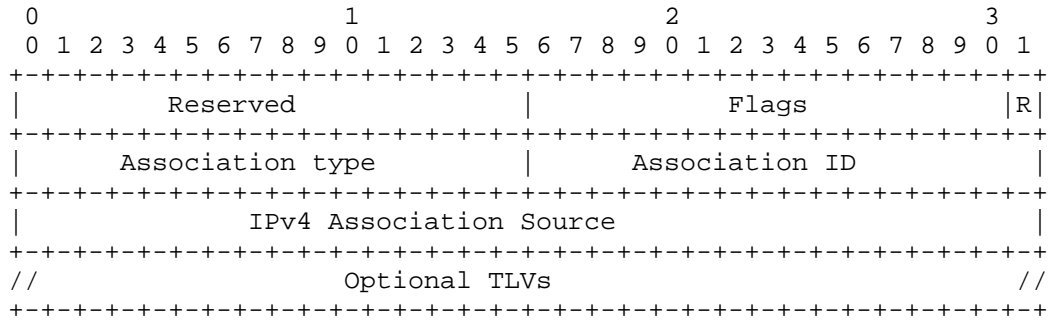 0                   1                   2                   3
 0 1 2 3 4 5 6 7 8 9 0 1 2 3 4 5 6 7 8 9 0 1 2 3 4 5 6 7 8 9 0 1
+-+-+-+-+-+-+-+-+-+-+-+-+-+-+-+-+-+-+-+-+-+-+-+-+-+-+-+-+-+-+-+-+
|         Reserved              |            Flags            |R|
+-+-+-+-+-+-+-+-+-+-+-+-+-+-+-+-+-+-+-+-+-+-+-+-+-+-+-+-+-+-+-+-+
|      Association type         |      Association ID           |
+-+-+-+-+-+-+-+-+-+-+-+-+-+-+-+-+-+-+-+-+-+-+-+-+-+-+-+-+-+-+-+-+
|              IPv4 Association Source                          |
+-+-+-+-+-+-+-+-+-+-+-+-+-+-+-+-+-+-+-+-+-+-+-+-+-+-+-+-+-+-+-+-+
//                   Optional TLVs                             //
+-+-+-+-+-+-+-+-+-+-+-+-+-+-+-+-+-+-+-+-+-+-+-+-+-+-+-+-+-+-+-+-+